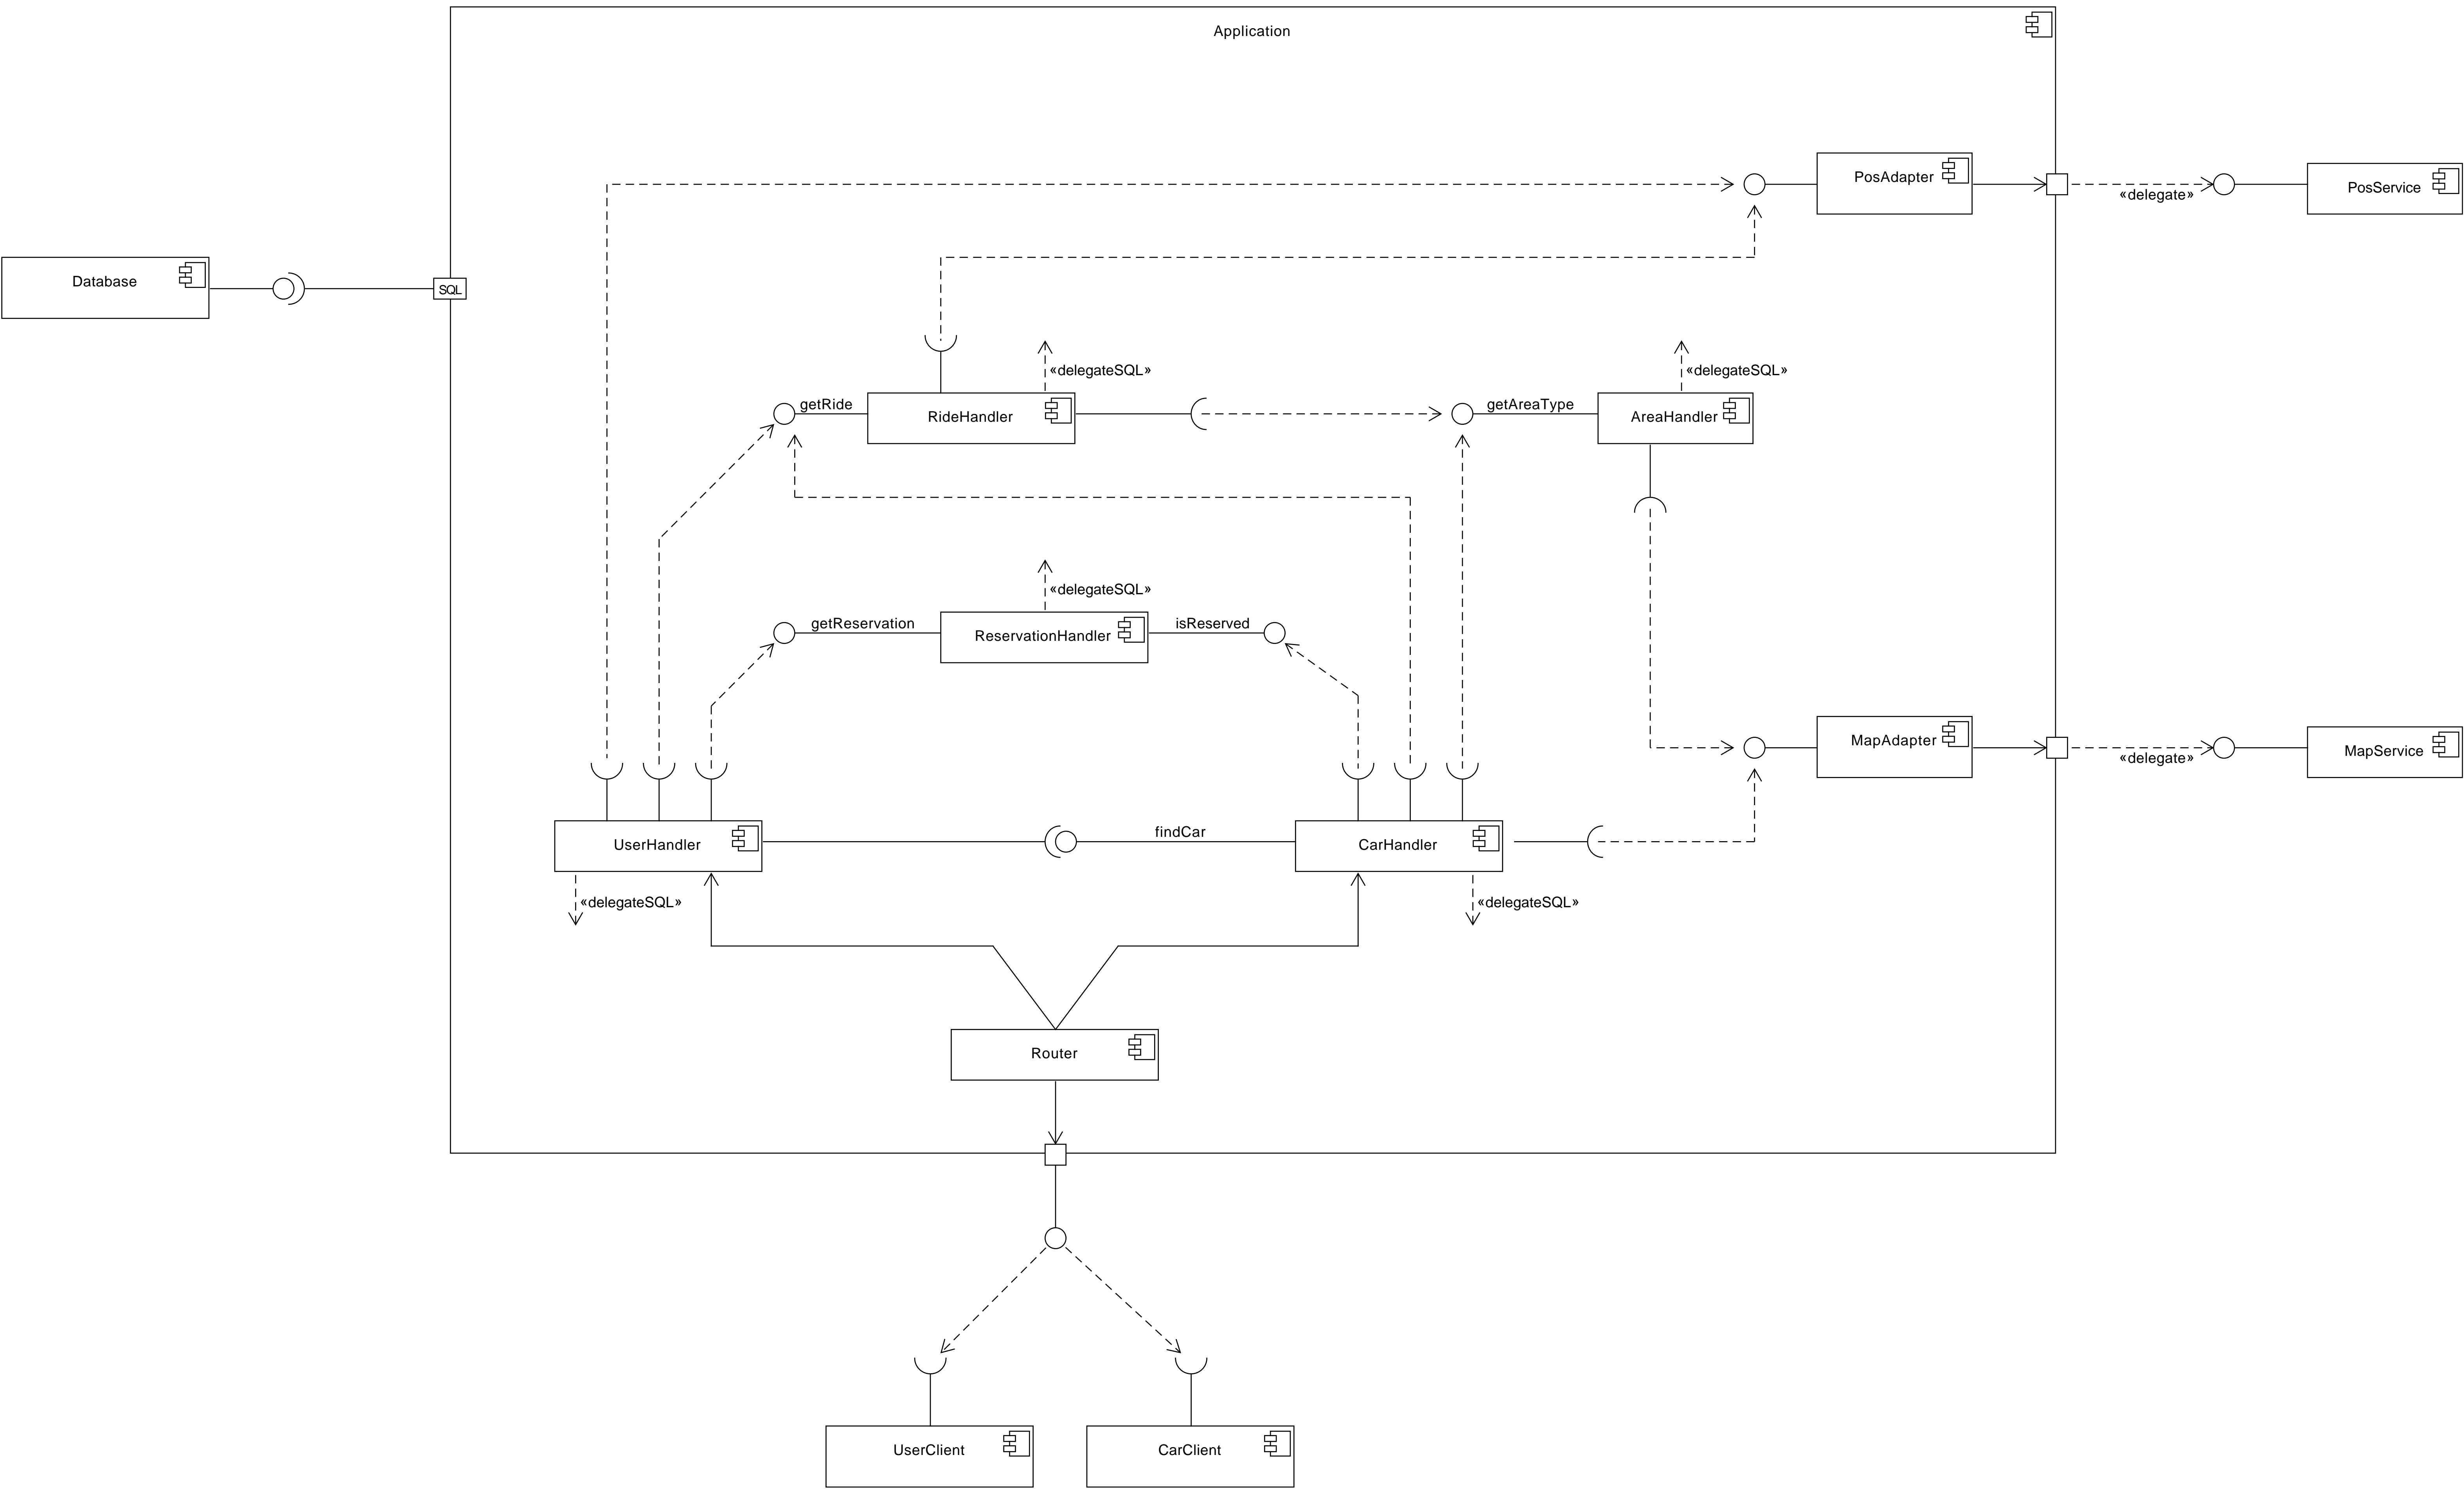 Application
PosAdapter
PosService
«delegate»
Database
SQL
«delegateSQL»
«delegateSQL»
getRide
RideHandler
getAreaType
AreaHandler
«delegateSQL»
getReservation
ReservationHandler
isReserved
MapAdapter
MapService
«delegate»
UserHandler
findCar
CarHandler
«delegateSQL»
«delegateSQL»
Router
UserClient
CarClient